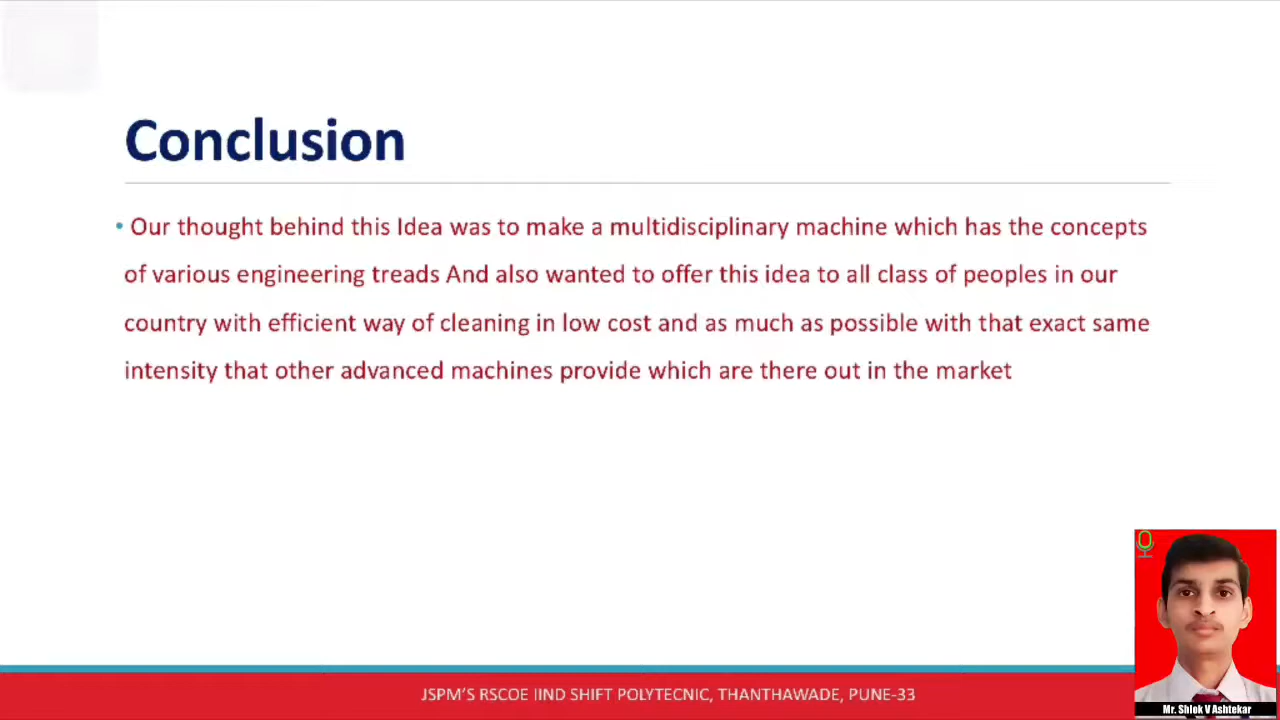 Conclusion
• Our thought behind this Idea was to make a multidisciplinary machine which has the concepts
of various engineering treads And also wanted to offer this idea to all class of peoples in our
country with efficient way of cleaning in low cost and as much as possible with that exact same
intensity that other advanced machines provide which are there out in the market
JSPM'S RSCOE IIND SHIFT POLYTECNIC, THANTHAWADE, PUNE-33
Mr. Shlok V Ashtekar